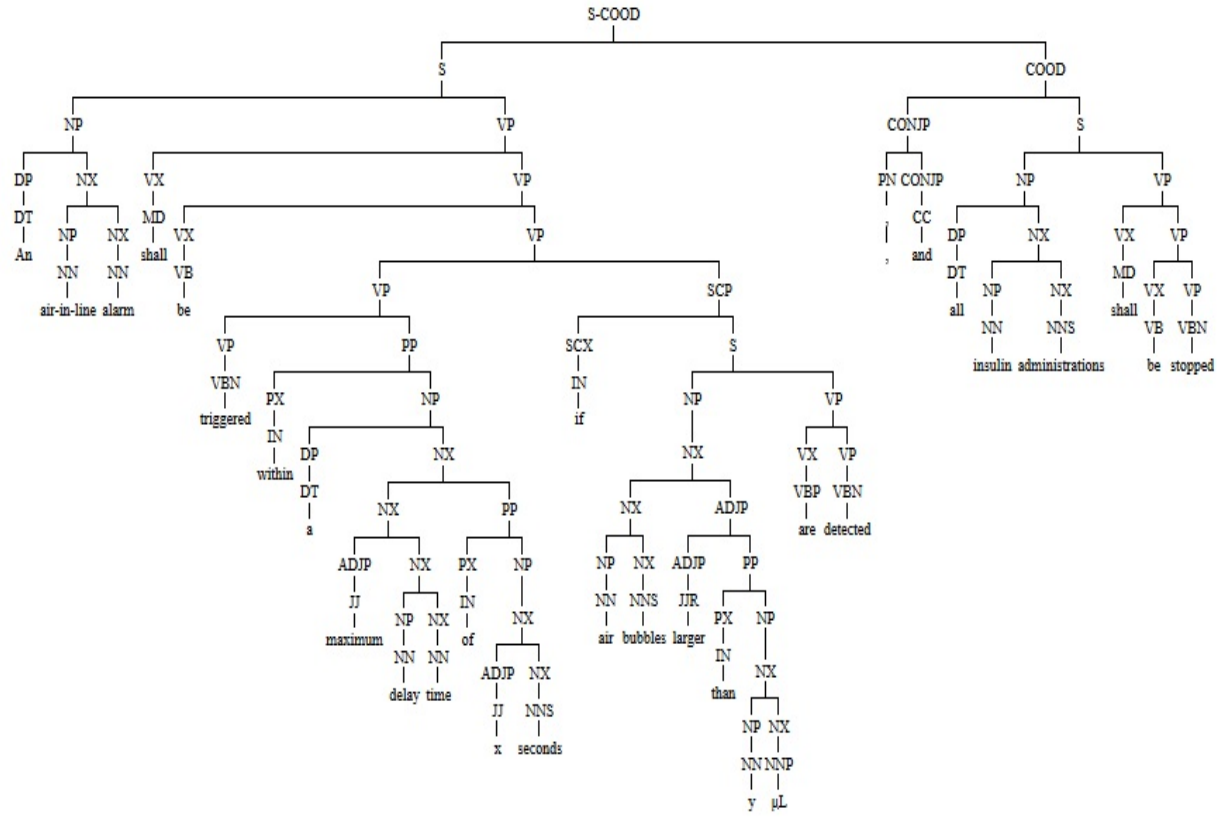 S-COOD
S COOD
NP VP CONJP S
DP NX VX VP PN CONJP NP VP
DT NP NX MD VX VP , CC DP NX VX VP
An NN NN shall VB VP SCP , and DT NP NX MD VX VP
air-in-line alarm be VP PP SCX S all NN NNS shall VB VBN
VBN PX NP IN NP VP insulin administrations be stopped
triggered IN DP NX if NX VX VP
within DT NX PP NX ADJP VBP VBN
a ADJP NX PX NP NP NX ADJP PP are detected
JJ NP NX IN NX NN NNS JJR PX NP
maximum NN NN of ADJP NX air bubbles larger IN NX
delay time JJ NNS than NP NX
x seconds NN NNP
y µL